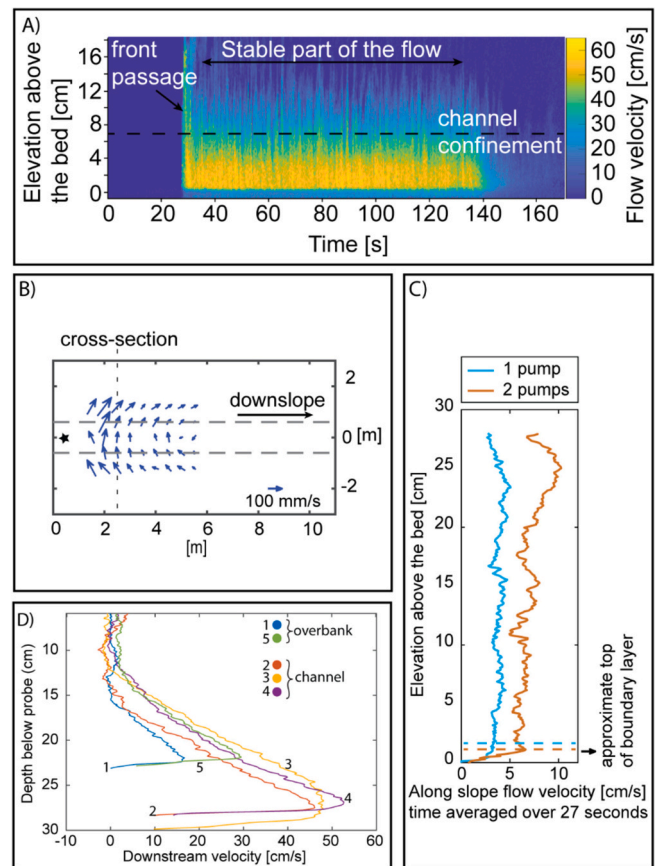 A)
Elevation above
the bed [cm]
16
12
8
4
0
front
passage
Stable part of the flow
channel
confinement
0 20 40 60 80 100 120 140 160
Time [s]
60
50
40
30
20
10
0
Flow velocity [cm/s]
B)
cross-section
downslope
100 mm/s
2
0 [m]
-2
0 2 4 6 8 10
[m]
C)
1 pump
2 pumps
Elevation above the bed [cm]
30
25
20
15
30
10
5
0
approximate top
of boundary layer
0 5 10
Along slope flow velocity [cm/s]
time averaged over 27 seconds
D)
Depth below probe (cm)
10
15
20
25
30
1
5
overbank
2
3
4
channel
1
5
3
4
2
-10 0 10 20 30 40 50 60
Downstream velocity [cm/s]